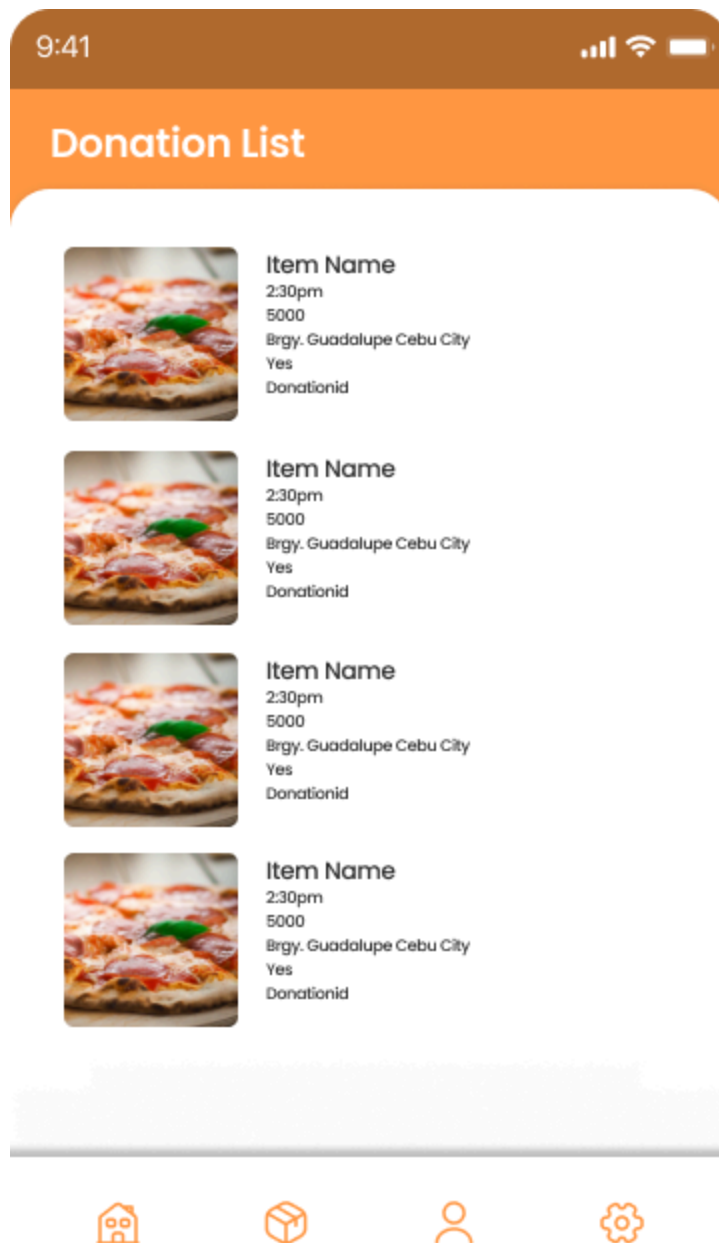 9:41
Donation List
Item Name
2:30pm
5000
Brgy. Guadalupe Cebu City
Yes
Donationid
Item Name
2:30pm
5000
Brgy. Guadalupe Cebu City
Yes
Donationid
Item Name
2:30pm
5000
Brgy. Guadalupe Cebu City
Yes
Donationid
Item Name
2:30pm
5000
Brgy. Guadalupe Cebu City
Yes
Donationid